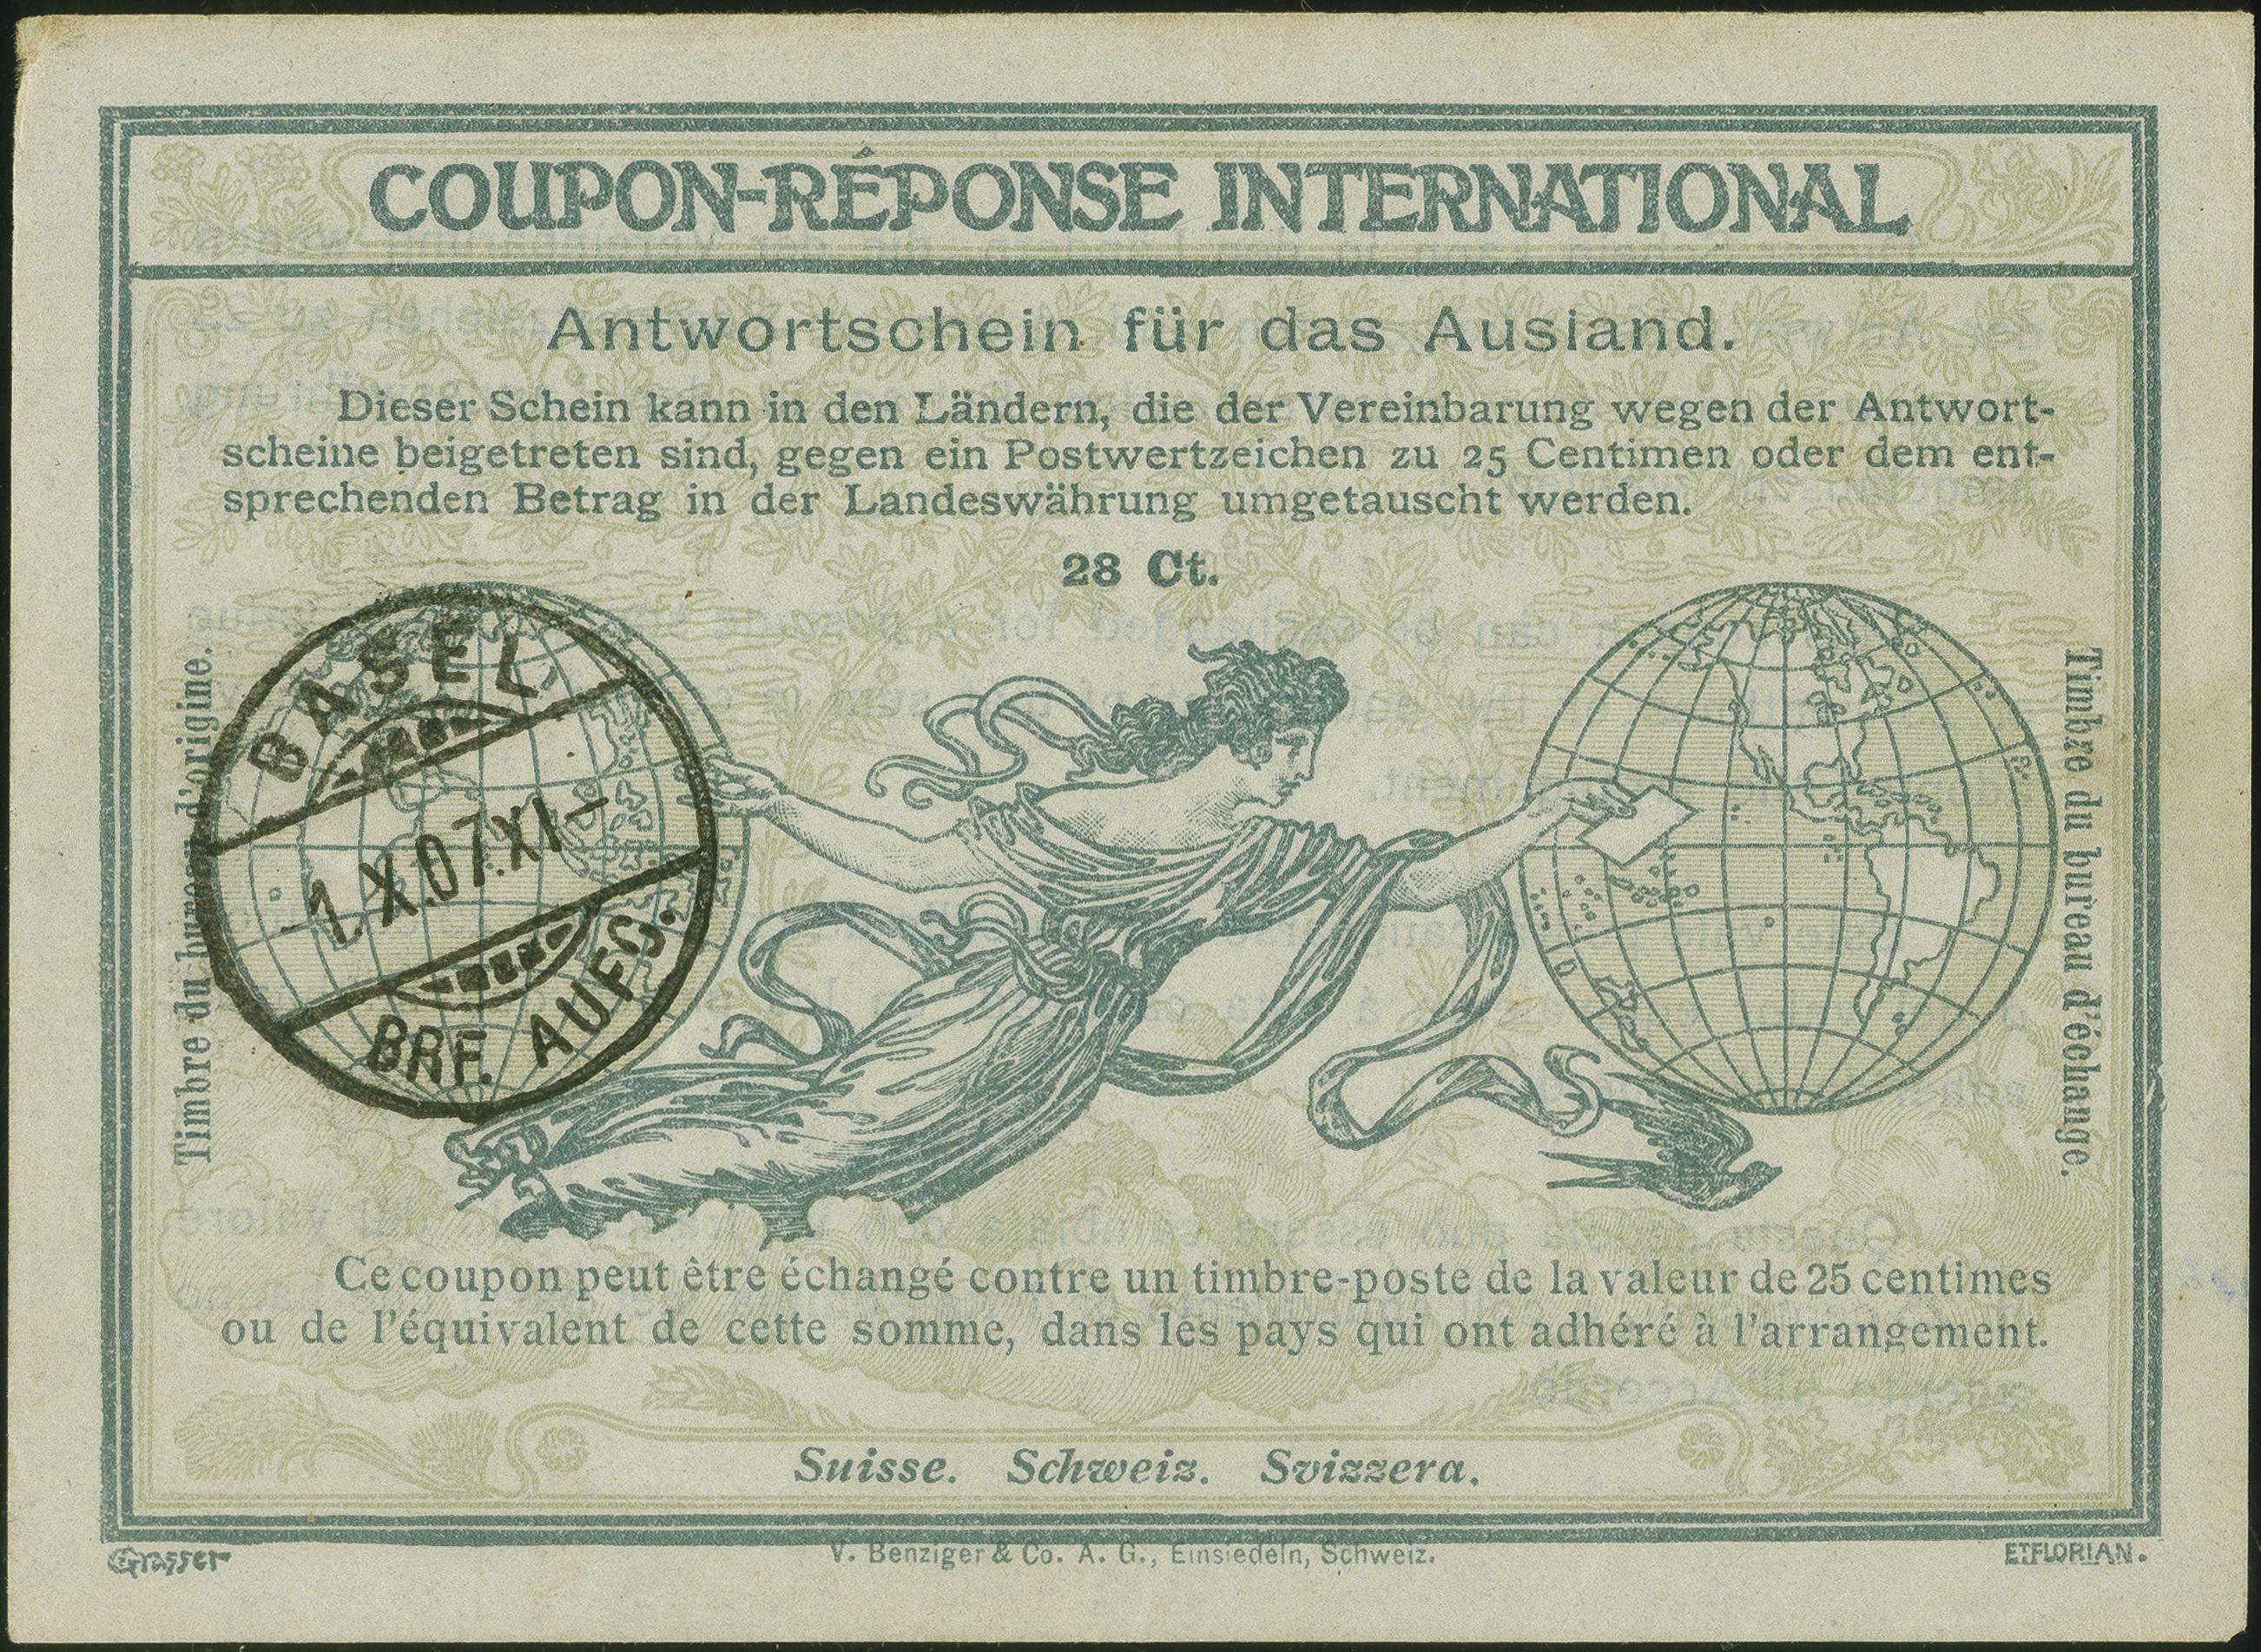 COUPON-RÉPONSE INTERNATIONAL
Antwortschein für das Ausland.
Dieser Schein kann in den Ländern, die der Vereinbarung wegen der Antwort-
scheine beigetreten sind, gegen ein Postwertzeichen zu 25 Centimen oder dem ent-
sprechenden Betrag in der Landeswährung umgetauscht werden.
28 Ct.
Timbre du bureau d'origine.
BASEL
1.X.07.XI-
BRF. AUFG.
Timbre du bureau d'échange.
Ce coupon peut être échangé contre un timbre-poste de la valeur de 25 centimes
ou de l'équivalent de cette somme, dans les pays qui ont adhéré à l'arrangement.
Suisse. Schweiz. Svizzera.
Grasser
V. Benziger & Co. A. G., Einsiedeln, Schweiz.
E. FLORIAN.